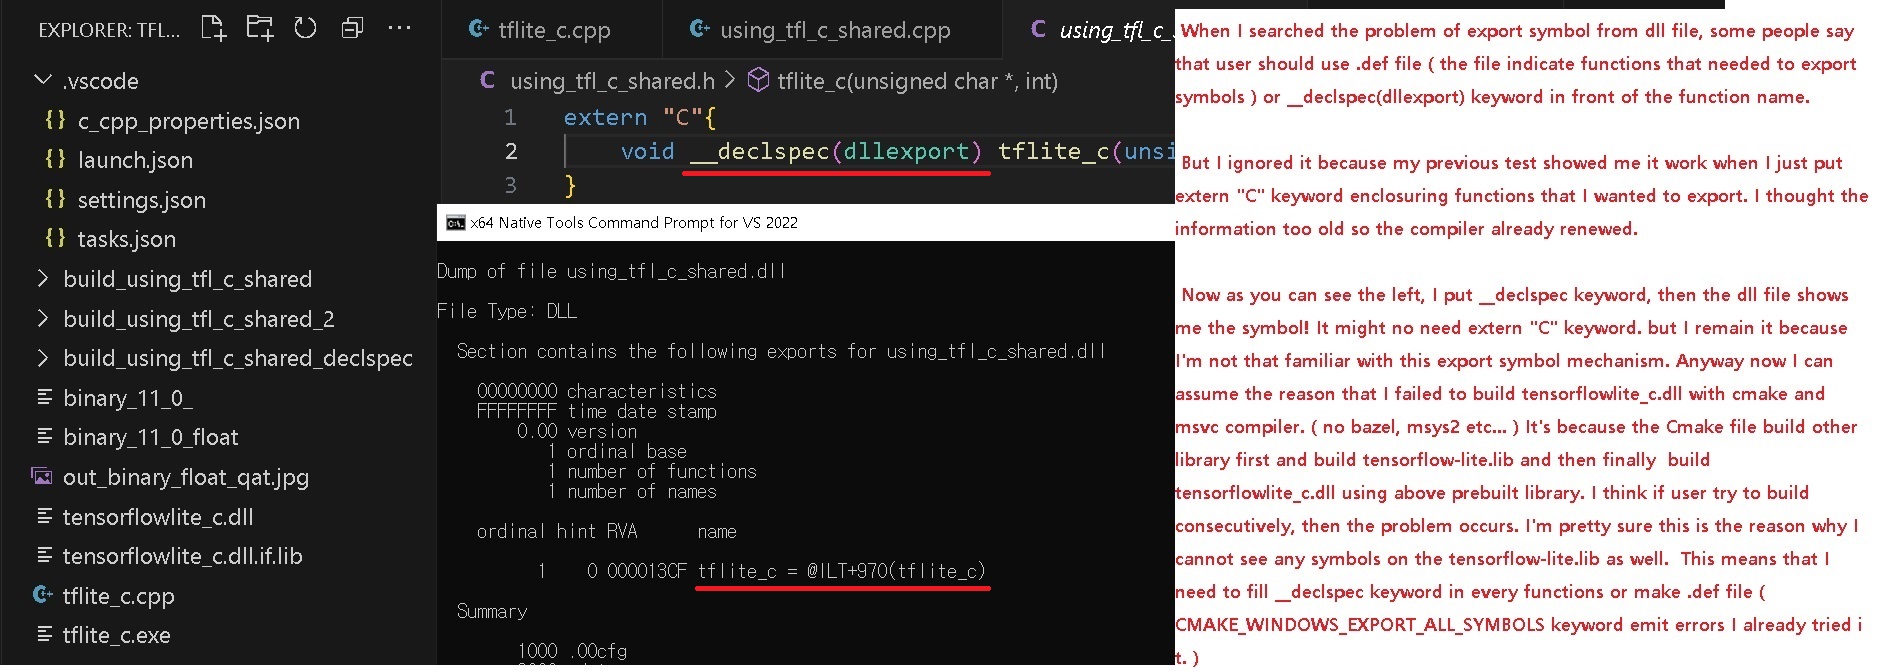 EXPLORER: TFL...
.vscode
c_cpp_properties.json
launch.json
settings.json
tasks.json
build_using_tfl_c_shared
build_using_tfl_c_shared_2
build_using_tfl_c_shared_declspec
binary_11_0_
binary_11_0_float
out_binary_float_qat.jpg
tensorflowlite_c.dll
tensorflowlite_c.dll.if.lib
tflite_c.cpp
tflite_c.exe
tflite_c.cpp
using_tfl_c_shared.cpp
using_tfl_c_s
using_tfl_c_shared.h > tflite_c(unsigned char *, int)
1 extern "C"{
2 void __declspec(dllexport) tflite_c(unsi
3 }
x64 Native Tools Command Prompt for VS 2022
Dump of file using_tfl_c_shared.dll
File Type: DLL
Section contains the following exports for using_tfl_c_shared.dll
00000000 characteristics
FFFFFFFF time date stamp
0.00 version
1 ordinal base
1 number of functions
1 number of names
ordinal hint RVA name
1 0 000013CF tflite_c = @ILT+970(tflite_c)
Summary
1000 .00cfg
When I searched the problem of export symbol from dll file, some people say
that user should use .def file ( the file indicate functions that needed to export
symbols ) or __declspec(dllexport) keyword in front of the function name.
But I ignored it because my previous test showed me it work when I just put
extern "C" keyword enclosuring functions that I wanted to export. I thought the
information too old so the compiler already renewed.
Now as you can see the left, I put __declspec keyword, then the dll file shows
me the symbol! It might no need extern "C" keyword. but I remain it because
I'm not that familiar with this export symbol mechanism. Anyway now I can
assume the reason that I failed to build tensorflowlite_c.dll with cmake and
msvc compiler. ( no bazel, msys2 etc... ) It's because the Cmake file build other
library first and build tensorflow-lite.lib and then finally build
tensorflowlite_c.dll using above prebuilt library. I think if user try to build
consecutively, then the problem occurs. I'm pretty sure this is the reason why I
cannot see any symbols on the tensorflow-lite.lib as well. This means that I
need to fill __declspec keyword in every functions or make .def file (
CMAKE_WINDOWS_EXPORT_ALL_SYMBOLS keyword emit errors I already tried i
t. )